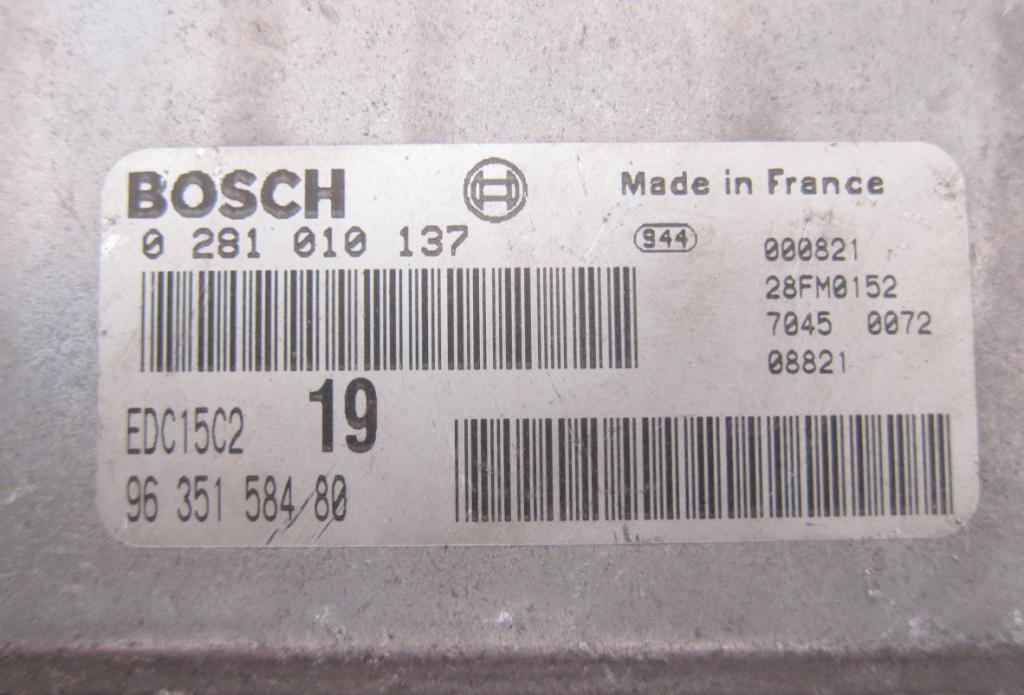 BOSCH
Made in France
0 281 010 137
944
000821
28FM0152
7045 0072
08821
EDC15C2
19
96 351 584 80